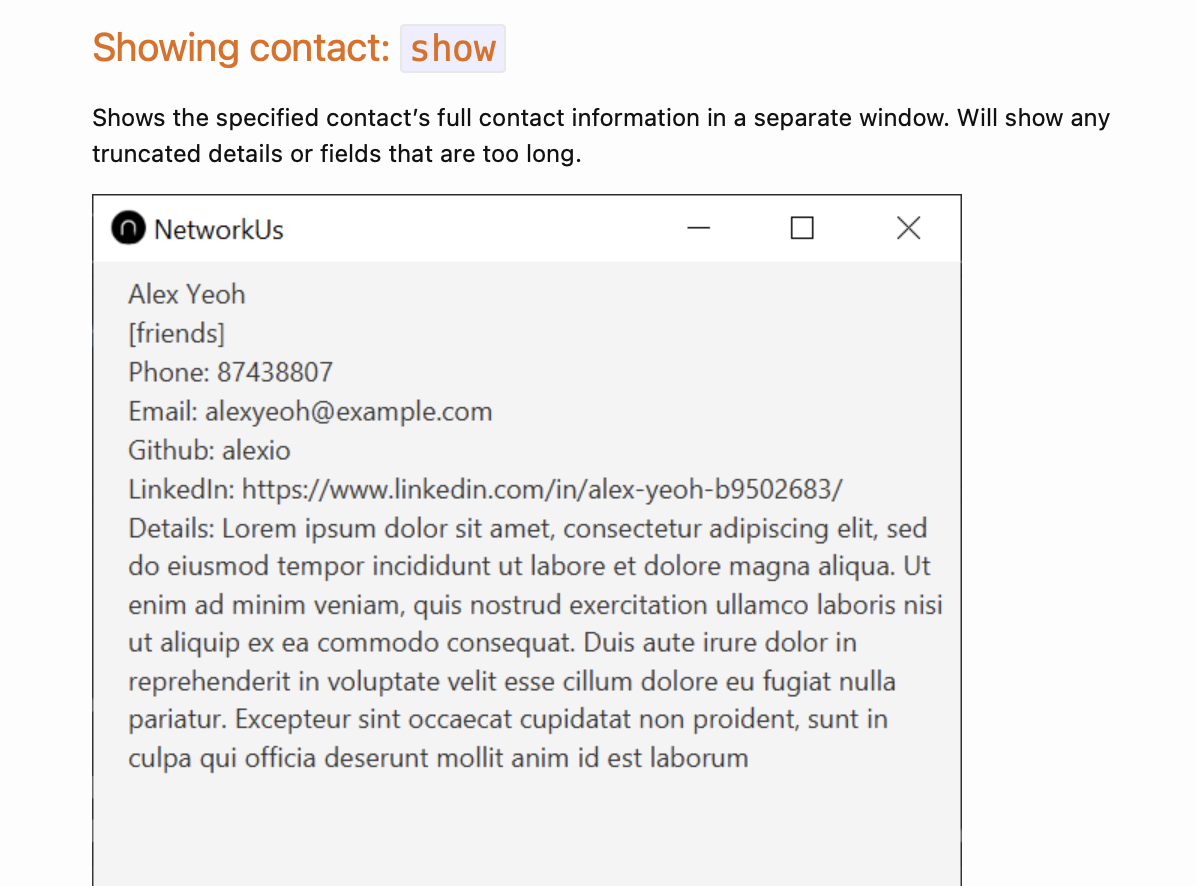 Showing contact: show
Shows the specified contact’s full contact information in a separate window. Will show any
truncated details or fields that are too long.
NetworkUs
Alex Yeoh
[friends]
Phone: 87438807
Email: alexyeoh@example.com
Github: alexio
LinkedIn: https://www.linkedin.com/in/alex-yeoh-b9502683/
Details: Lorem ipsum dolor sit amet, consectetur adipiscing elit, sed
do eiusmod tempor incididunt ut labore et dolore magna aliqua. Ut
enim ad minim veniam, quis nostrud exercitation ullamco laboris nisi
ut aliquip ex ea commodo consequat. Duis aute irure dolor in
reprehenderit in voluptate velit esse cillum dolore eu fugiat nulla
pariatur. Excepteur sint occaecat cupidatat non proident, sunt in
culpa qui officia deserunt mollit anim id est laborum